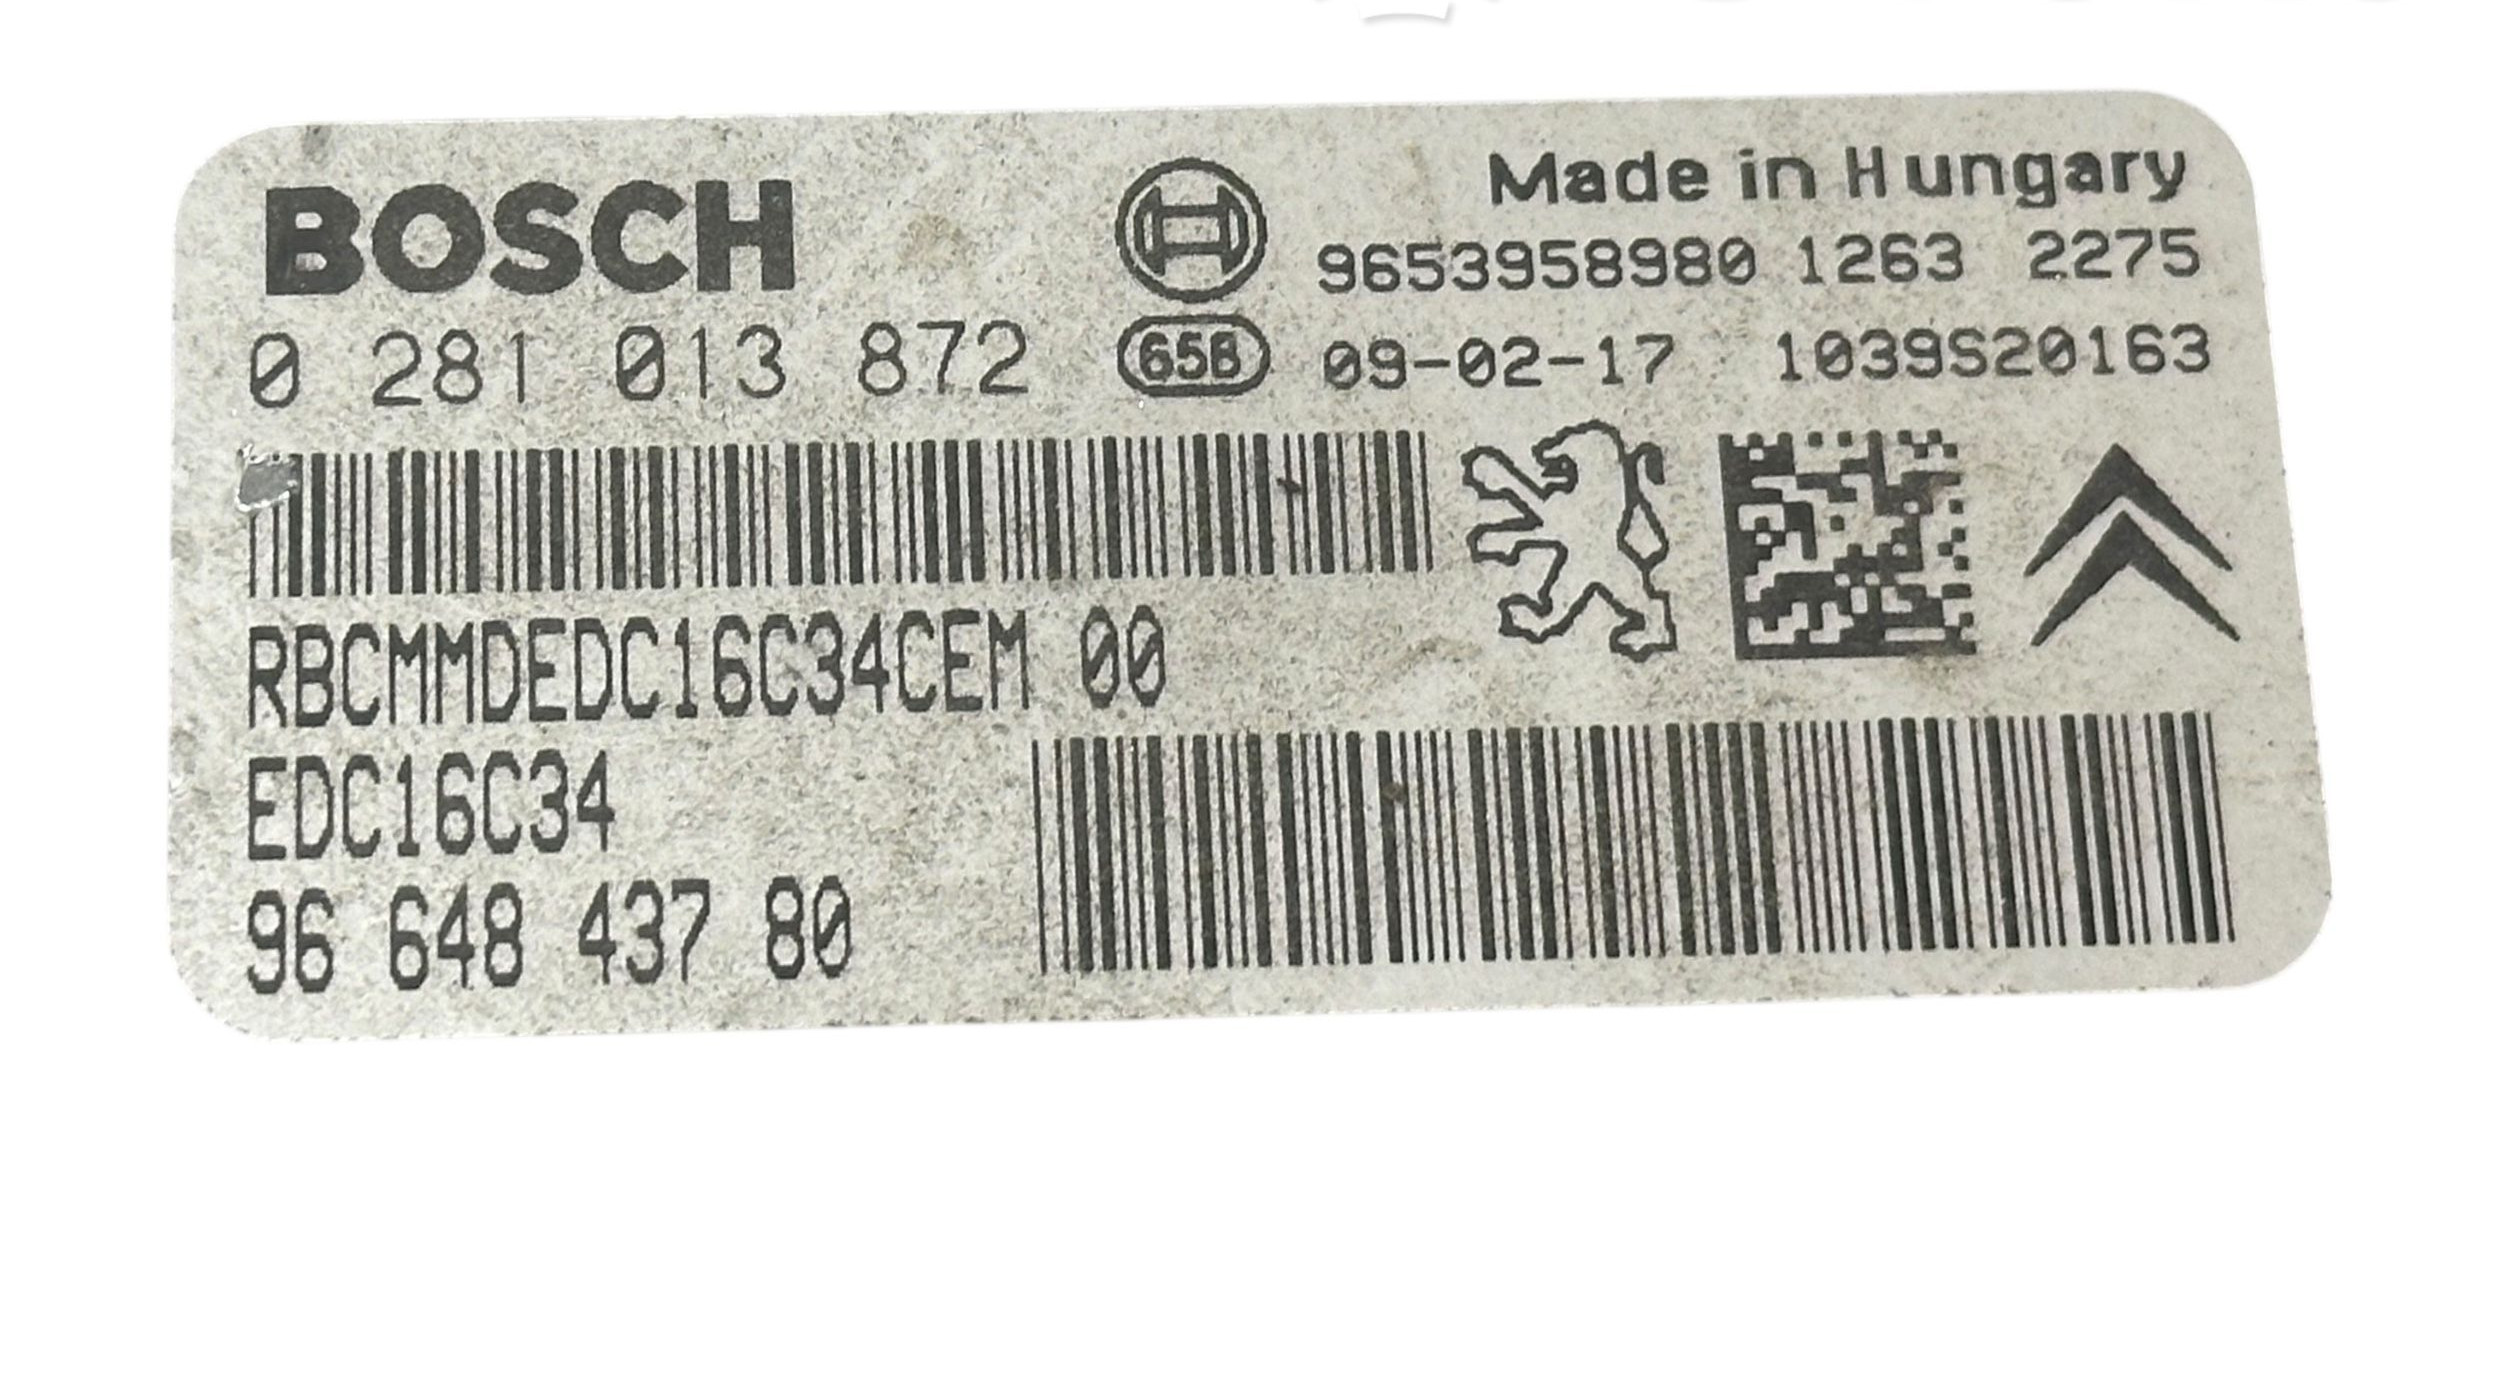 BOSCH
Made in Hungary
9653958980 1263 2275
0 281 013 872
65B
09-02-17 1039S20163
RBCMMDEDC16C34CEM 00
EDC16C34
96 648 437 80